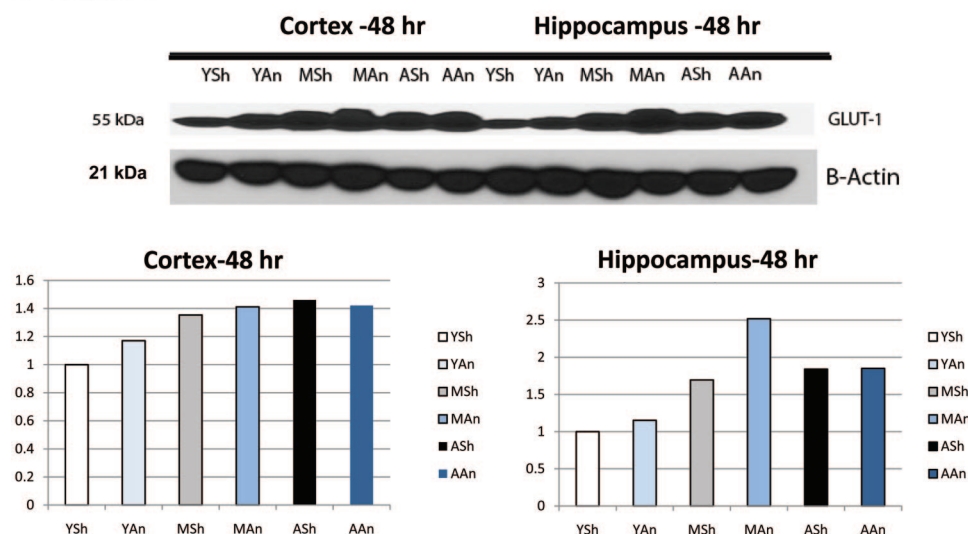 Cortex -48 hr Hippocampus -48 hr
YSh YAn MSh MAn ASh AAn YSh YAn MSh MAn ASh AAn
55 kDa GLUT-1
21 kDa B-Actin
Cortex-48 hr
1.6
1.4
1.2
1
0.8
0.6
0.4
0.2
0
YSh YAn MSh MAn ASh AAn
YSh
YAn
MSh
MAn
ASh
AAn
Hippocampus-48 hr
3
2.5
2
1.5
1
0.5
0
YSh YAn MSh MAn ASh AAn
YSh
YAn
MSh
MAn
ASh
AAn